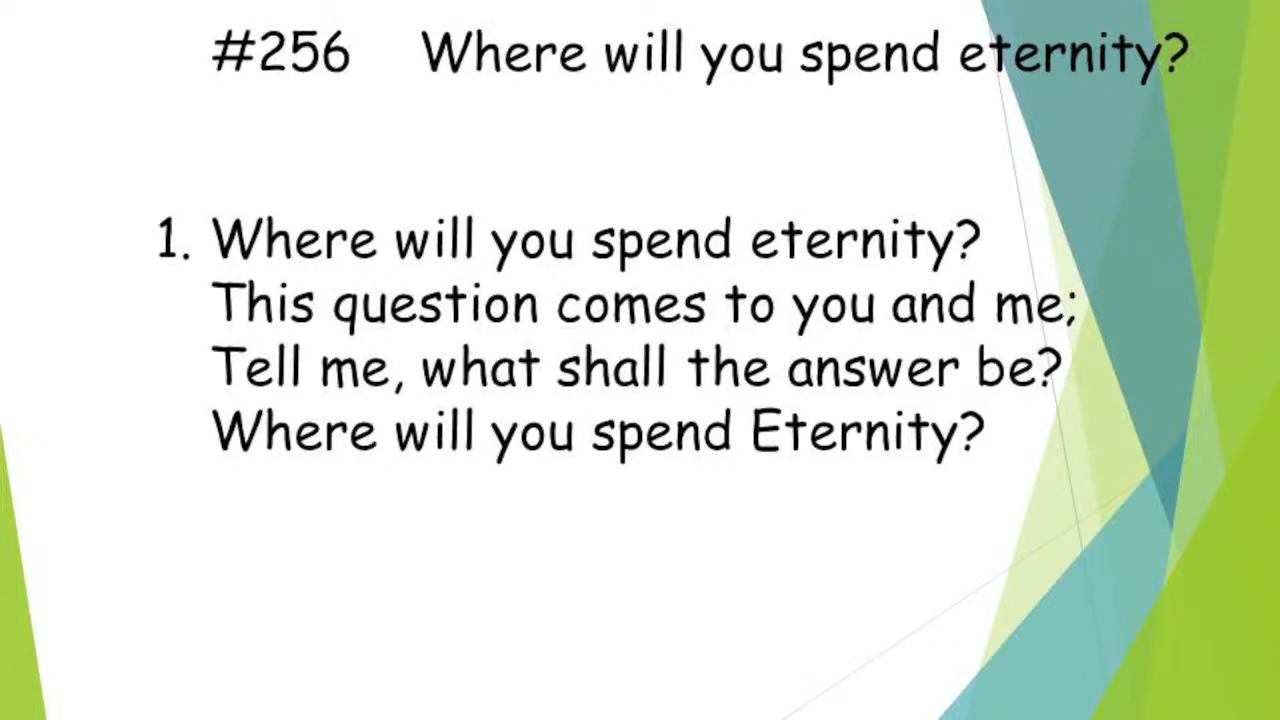 #256 Where will you spend eternity?
1. Where will you spend eternity?
This question comes to you and me;
Tell me, what shall the answer be?
Where will you spend Eternity?